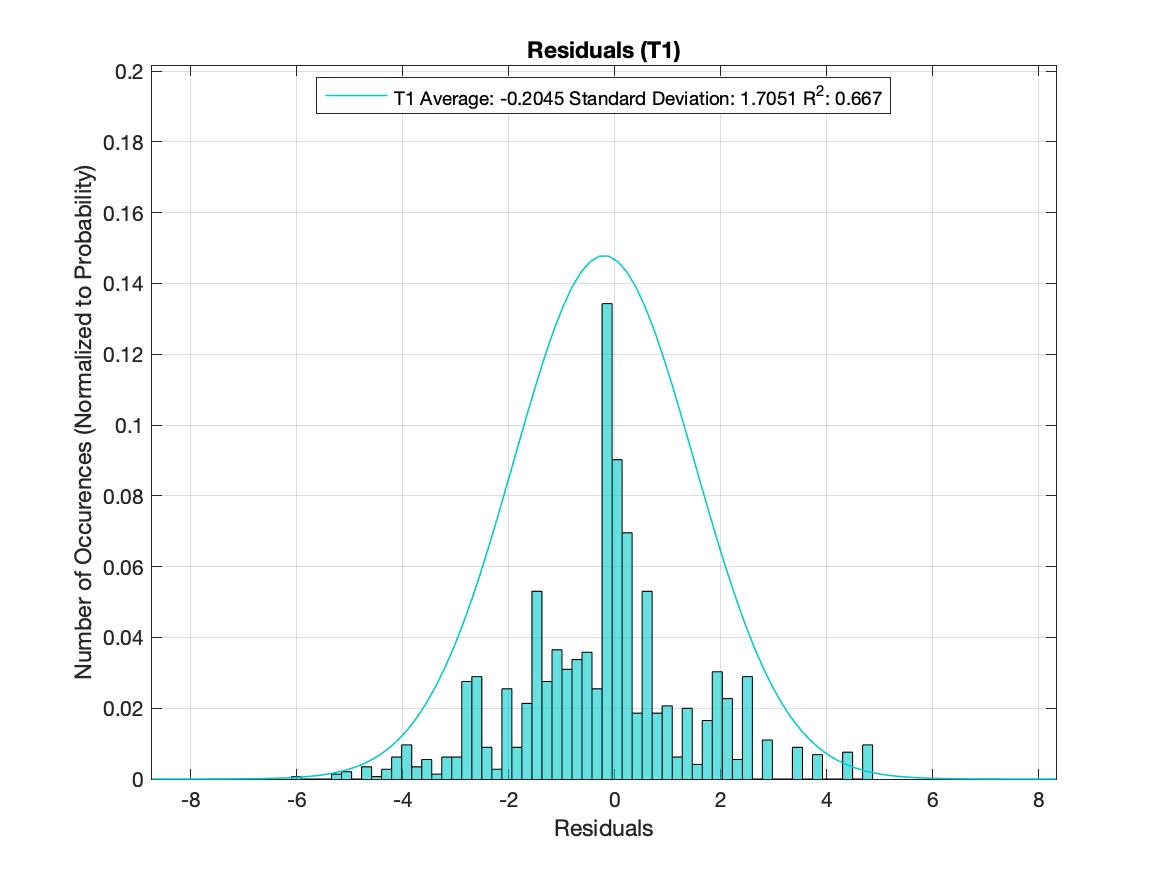 Residuals (T1)
T1 Average: -0.2045 Standard Deviation: 1.7051 R²: 0.667
Number of Occurences (Normalized to Probability)
0.2
0.18
0.16
0.14
0.12
0.1
0.08
0.06
0.04
0.02
0
-8 -6 -4 -2 0 2 4 6 8
Residuals